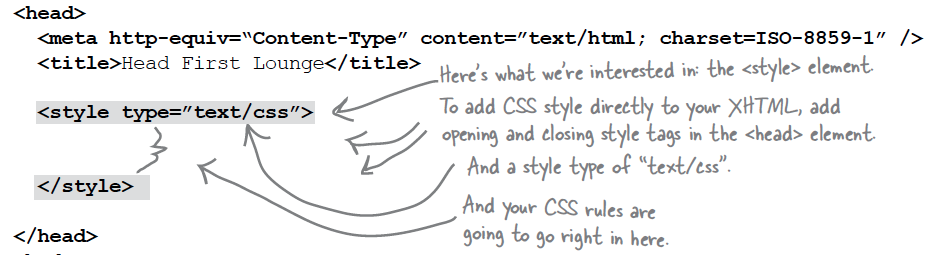 <head>
<meta http-equiv=“Content-Type” content=”text/html; charset=ISO-8859-1” />
<title>Head First Lounge</title>
Here's what we're interested in: the <style> element.
<style type=”text/css”>
To add CSS style directly to your XHTML, add
opening and closing style tags in the <head> element.
And a style type of “text/css”.
</style>
And your CSS rules are
going to go right in here.
</head>